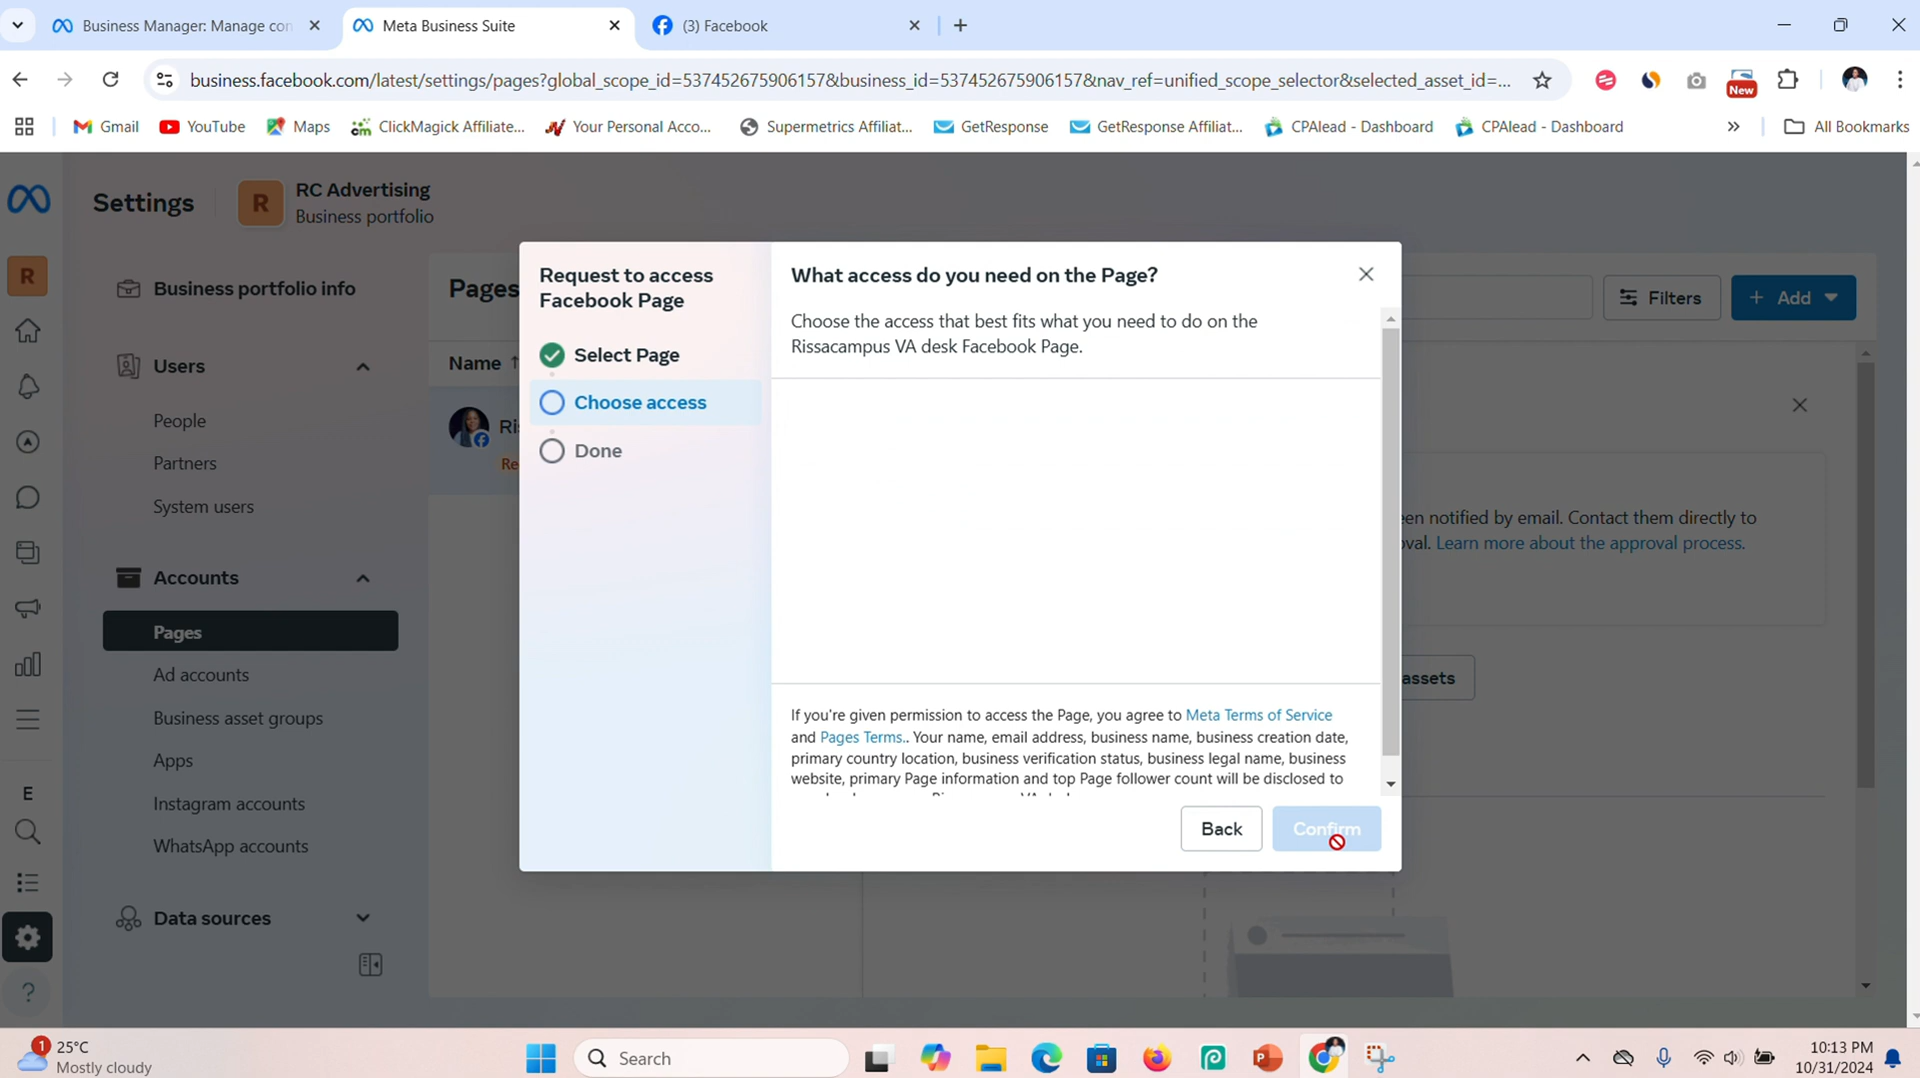 Business Manager: Manage con
Meta Business Suite
(3) Facebook
business.facebook.com/latest/settings/pages?global_scope_id=537452675906157&business_id=537452675906157&nav_ref=unified_scope_selector&selected_asset_id=...
New
Gmail
YouTube
Maps
ClickMagick Affiliate...
Your Personal Acco...
Supermetrics Affiliat...
GetResponse
GetResponse Affiliat...
CPAlead - Dashboard
CPAlead - Dashboard
All Bookmarks
Settings
R
RC Advertising
Business portfolio
R
Business portfolio info
Users
People
Partners
System users
Accounts
Pages
Ad accounts
Business asset groups
Apps
Instagram accounts
WhatsApp accounts
Data sources
E
Pages
Name
Ris
Re
Filters
+ Add
en notified by email. Contact them directly to
val. Learn more about the approval process.
assets
Request to access
Facebook Page
Select Page
Choose access
Done
What access do you need on the Page?
Choose the access that best fits what you need to do on the
Rissacampus VA desk Facebook Page.
If you're given permission to access the Page, you agree to Meta Terms of Service
and Pages Terms.. Your name, email address, business name, business creation date,
primary country location, business verification status, business legal name, business
website, primary Page information and top Page follower count will be disclosed to
Back
Confirm
1
25°C
Mostly cloudy
Search
10:13 PM
10/31/2024